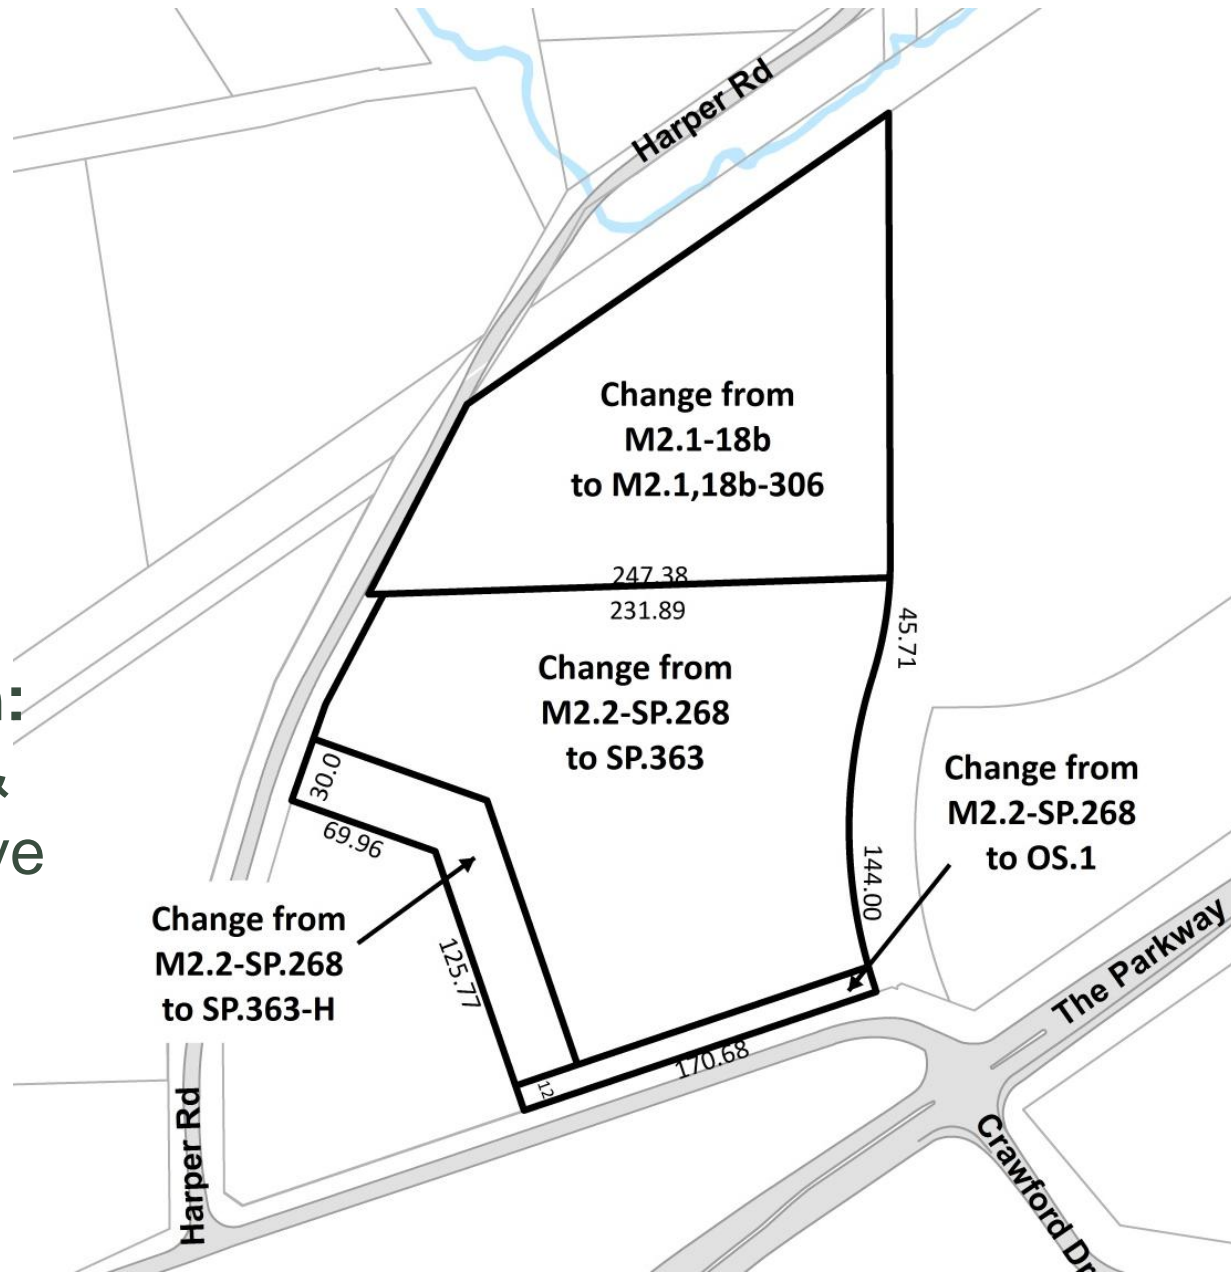 Harper Rd
Change from
M2.1-18b
to M2.1,18b-306
247.38
231.89
45.71
Change from
M2.2-SP.268
to SP.363
:
30.0
69.96
&
ve
144.00
Change from
M2.2-SP.268
to OS.1
Change from
M2.2-SP.268
to SP.363-H
125.77
The Parkway
170.68
12
Harper Rd
Crawford Dr